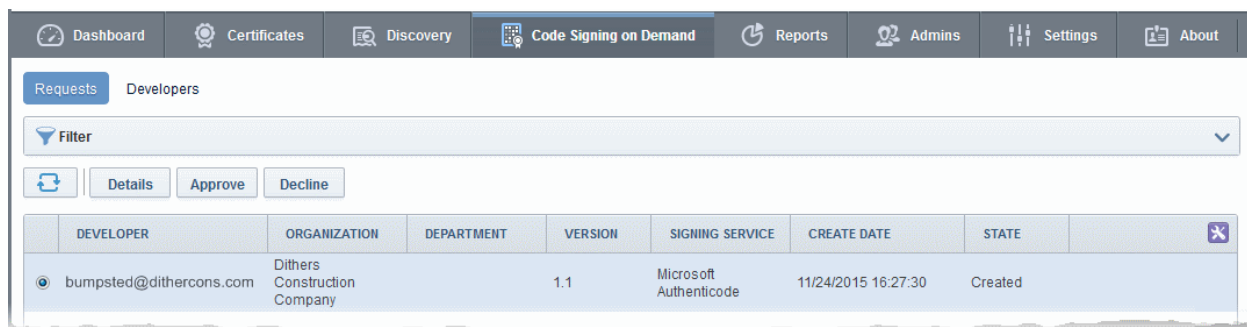 Dashboard Certificates Discovery Code Signing on Demand Reports Admins Settings About
Requests Developers
Filter
Details Approve Decline
DEVELOPER ORGANIZATION DEPARTMENT VERSION SIGNING SERVICE CREATE DATE STATE
bumpsted@dithercons.com Dithers Construction Company 1.1 Microsoft Authenticode 11/24/2015 16:27:30 Created